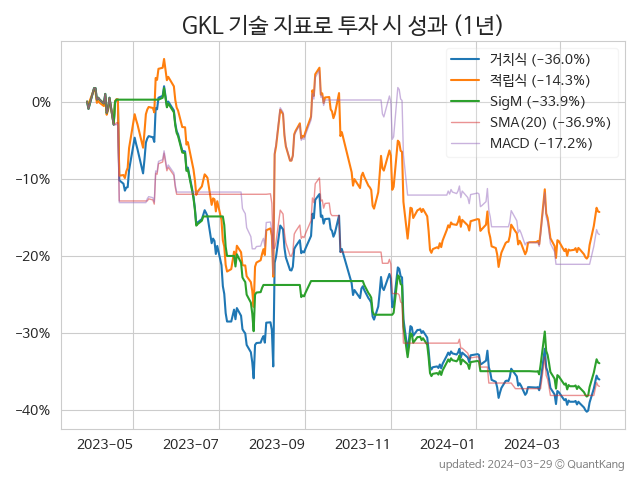 GKL 기술 지표로 투자 시 성과 (1년)
거치식 (−36.0%)
적립식 (−14.3%)
SigM (−33.9%)
SMA(20) (−36.9%)
MACD (−17.2%)
0%
−10%
−20%
−30%
−40%
2023−05 2023−07 2023−09 2023−11 2024−01 2024−03
updated: 2024−03−29 © QuantKang